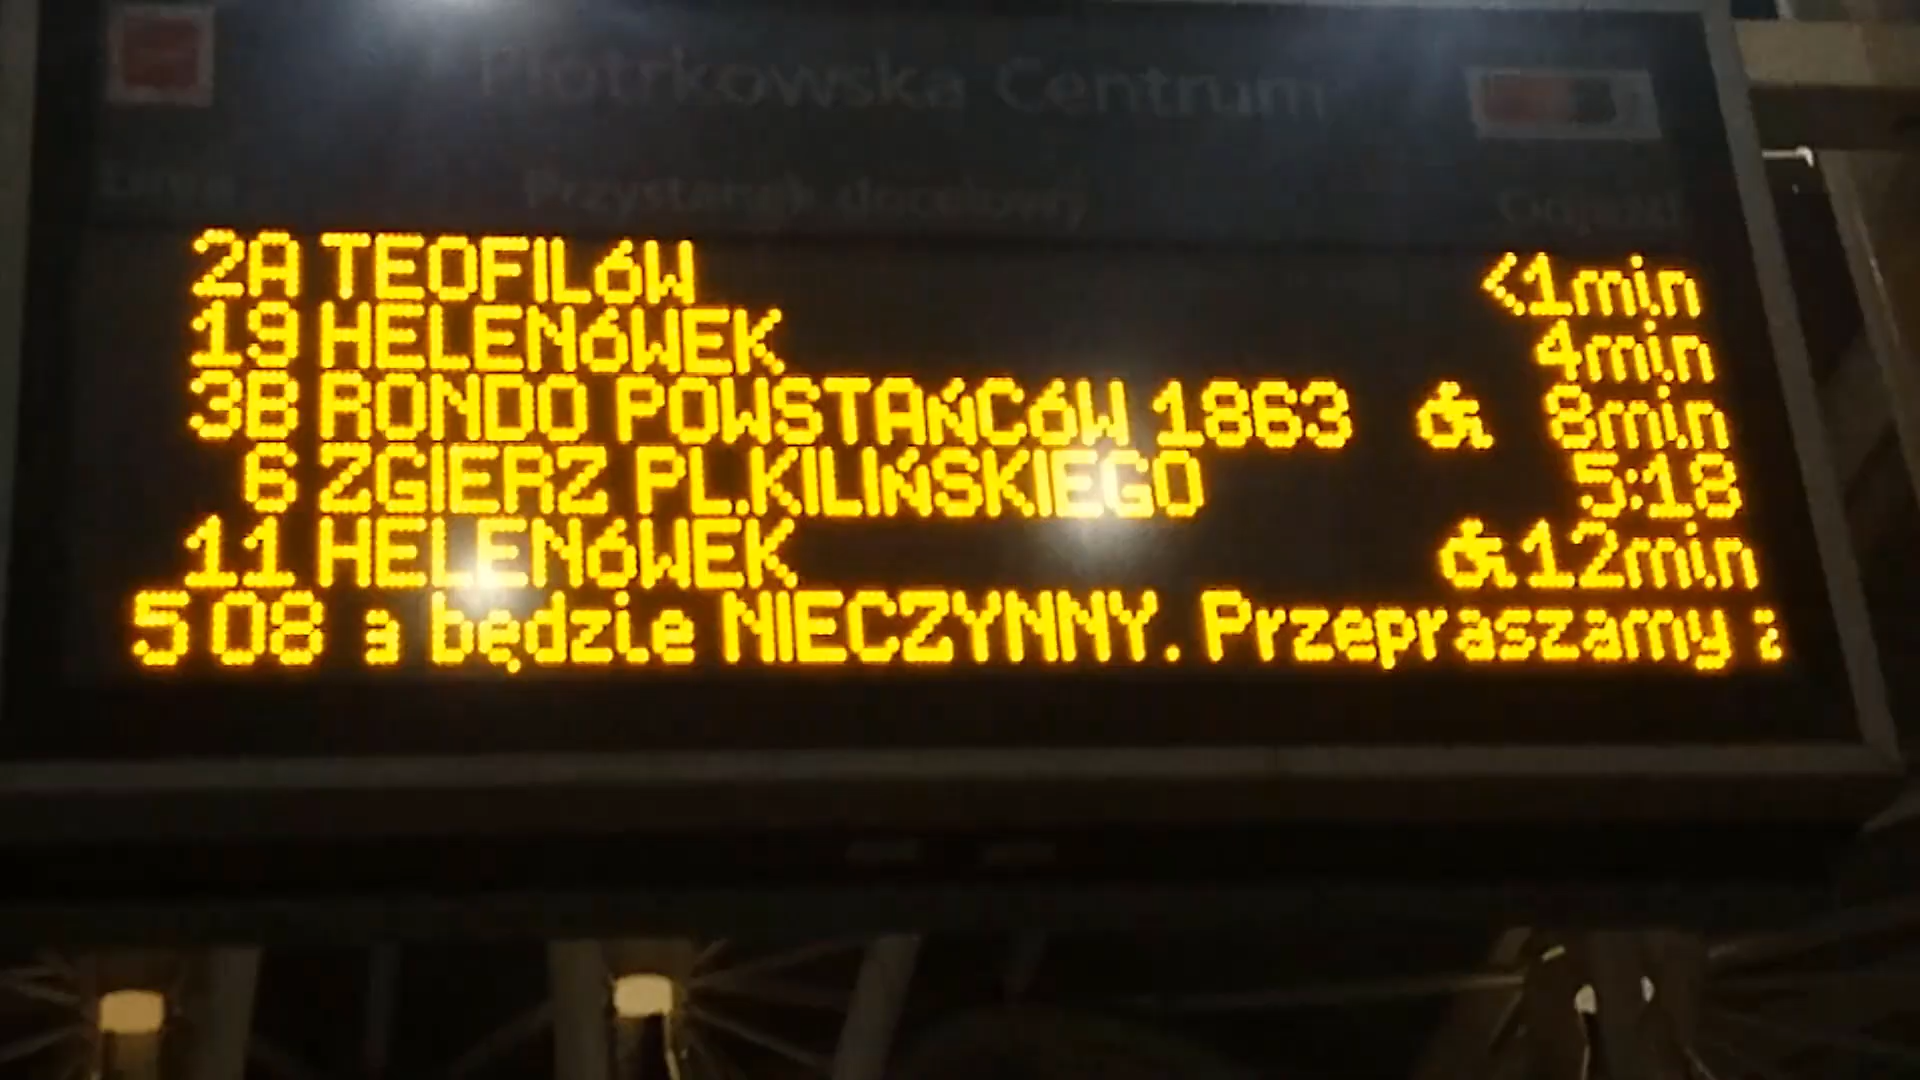 Piotrkowska Centrum
Linia Przystanek docelowy Odjazd
2A TEOFILóW <1min
19 HELENóWEK 4min
3B RONDO POWSTAńCóW 1863 8min
6 ZGIERZ PL.KILIńSKIEGO 5:18
11 HELENóWEK 12min
5 08 a będzie NIECZYNNY. Przepraszamy z